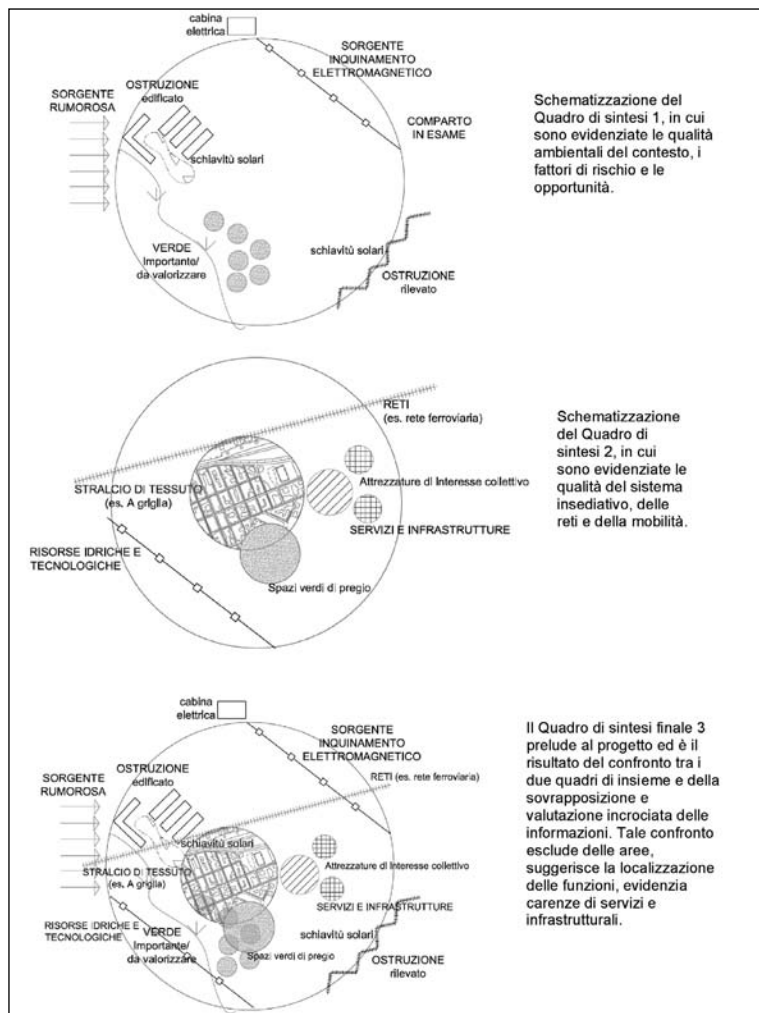 cabina
elettrica
SORGENTE
INQUINAMENTO
ELETTROMAGNETICO
OSTRUZIONE
edificato
SORGENTE
RUMOROSA
COMPARTO
IN ESAME
schiavitù solari
VERDE
Importante/
da valorizzare
schiavitù solari
OSTRUZIONE
rilevato
Schematizzazione del
Quadro di sintesi 1, in cui
sono evidenziate le qualità
ambientali del contesto, i
fattori di rischio e le
opportunità.
RETI
(es. rete ferroviaria)
STRALCIO DI TESSUTO
(es. A griglia)
Attrezzature di Interesse collettivo
SERVIZI E INFRASTRUTTURE
RISORSE IDRICHE E
TECNOLOGICHE
Spazi verdi di pregio
Schematizzazione
del Quadro di
sintesi 2, in cui
sono evidenziate le
qualità del sistema
insediativo, delle
reti e della mobilità.
cabina
elettrica
SORGENTE
INQUINAMENTO
ELETTROMAGNETICO
OSTRUZIONE
edificato
SORGENTE
RUMOROSA
RETI (es. rete ferroviaria)
schiavitù solari
STRALCIO DI TESSUTO
(es. A griglia)
Attrezzature di Interesse collettivo
SERVIZI E INFRASTRUTTURE
RISORSE IDRICHE E
TECNOLOGICHE
VERDE
Importante/
da valorizzare
schiavitù solari
Spazi verdi di pregio
OSTRUZIONE
rilevato
Il Quadro di sintesi finale 3
prelude al progetto ed è il
risultato del confronto tra i
due quadri di insieme e della
sovrapposizione e
valutazione incrociata delle
informazioni. Tale confronto
esclude delle aree,
suggerisce la localizzazione
delle funzioni, evidenzia
carenze di servizi e
infrastrutturali.